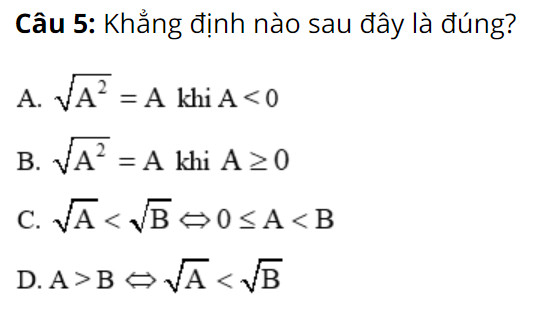 Câu 5: Khẳng định nào sau đây là đúng?
A. √A² = A khi A < 0
B. √A² = A khi A ≥ 0
C. √A < √B ⇔ 0 ≤ A < B
D. A > B ⇔ √A < √B